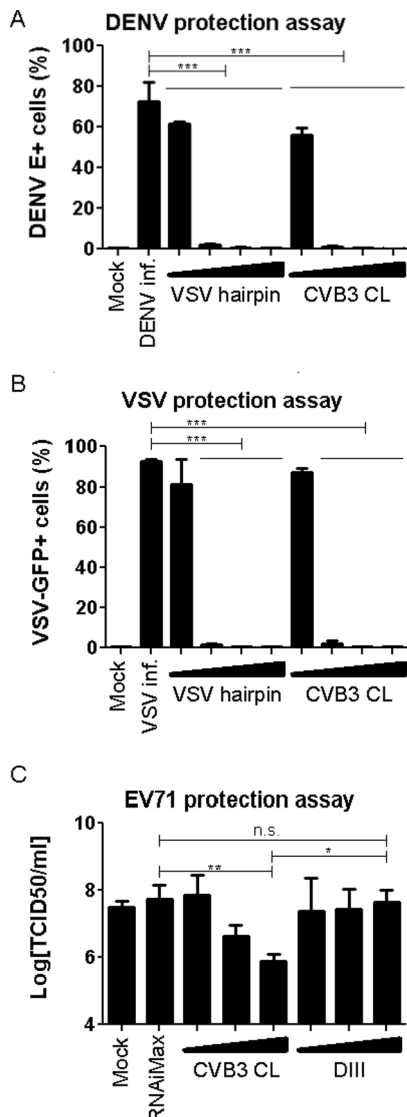 A
DENV protection assay
***
***
DENV E+ cells (%)
100
80
60
40
20
0
Mock
DENV inf.
VSV hairpin
CVB3 CL
B
VSV protection assay
***
***
VSV-GFP+ cells (%)
100
80
60
40
20
0
Mock
VSV inf.
VSV hairpin
CVB3 CL
C
EV71 protection assay
n.s.
**
*
Log[TCID50/ml]
10
8
6
4
Mock
RNAiMax
CVB3 CL
DIII